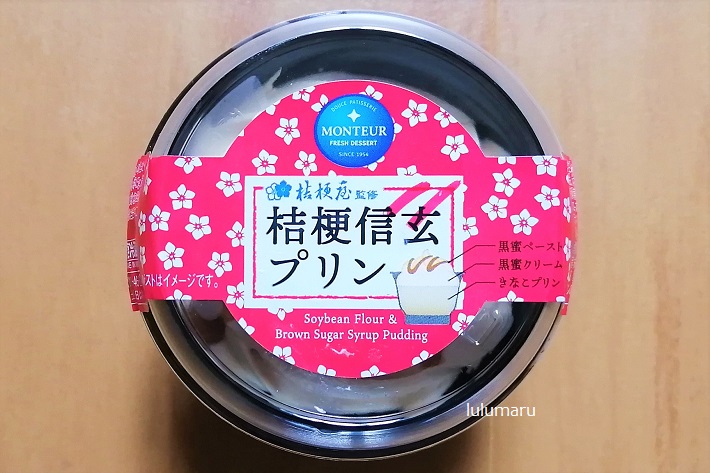 DOUCE PATISSERIE
MONTEUR
FRESH DESSERT
SINCE 1954
桔梗屋 監修
桔梗信玄
プリン
黒蜜ペースト
黒蜜クリーム
きなこプリン
ストはイメージです。
Soybean Flour &
Brown Sugar Syrup Pudding
lulumaru